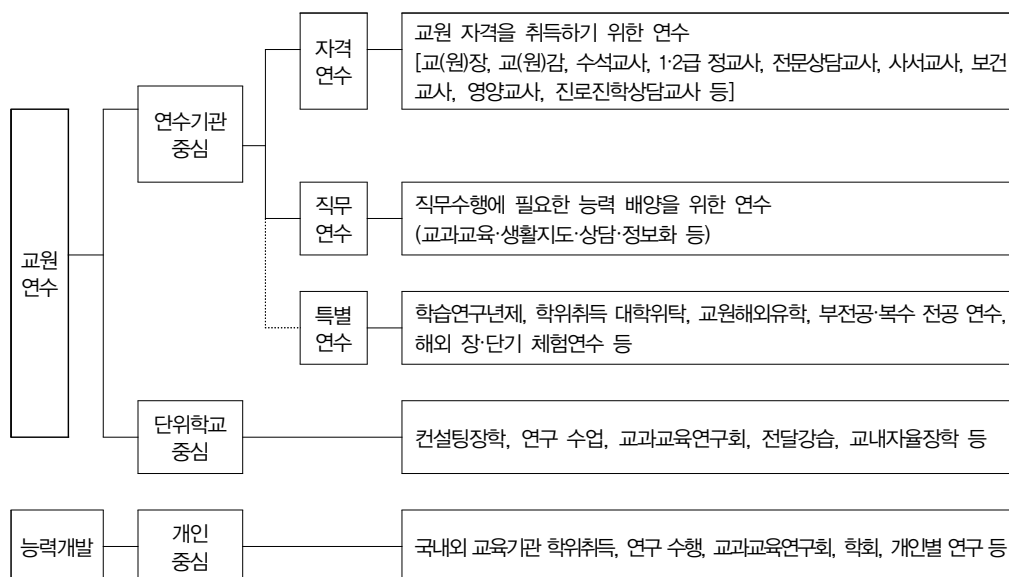 교원
연수
연수기관
중심
자격
연수
교원 자격을 취득하기 위한 연수
[교(원)장, 교(원)감, 수석교사, 1·2급 정교사, 전문상담교사, 사서교사, 보건
교사, 영양교사, 진로진학상담교사 등]
직무
연수
직무수행에 필요한 능력 배양을 위한 연수
(교과교육·생활지도·상담·정보화 등)
특별
연수
학습연구년제, 학위취득 대학위탁, 교원해외유학, 부전공·복수 전공 연수,
해외 장·단기 체험연수 등
단위학교
중심
컨설팅장학, 연구 수업, 교과교육연구회, 전달강습, 교내자율장학 등
능력개발
개인
중심
국내외 교육기관 학위취득, 연구 수행, 교과교육연구회, 학회, 개인별 연구 등